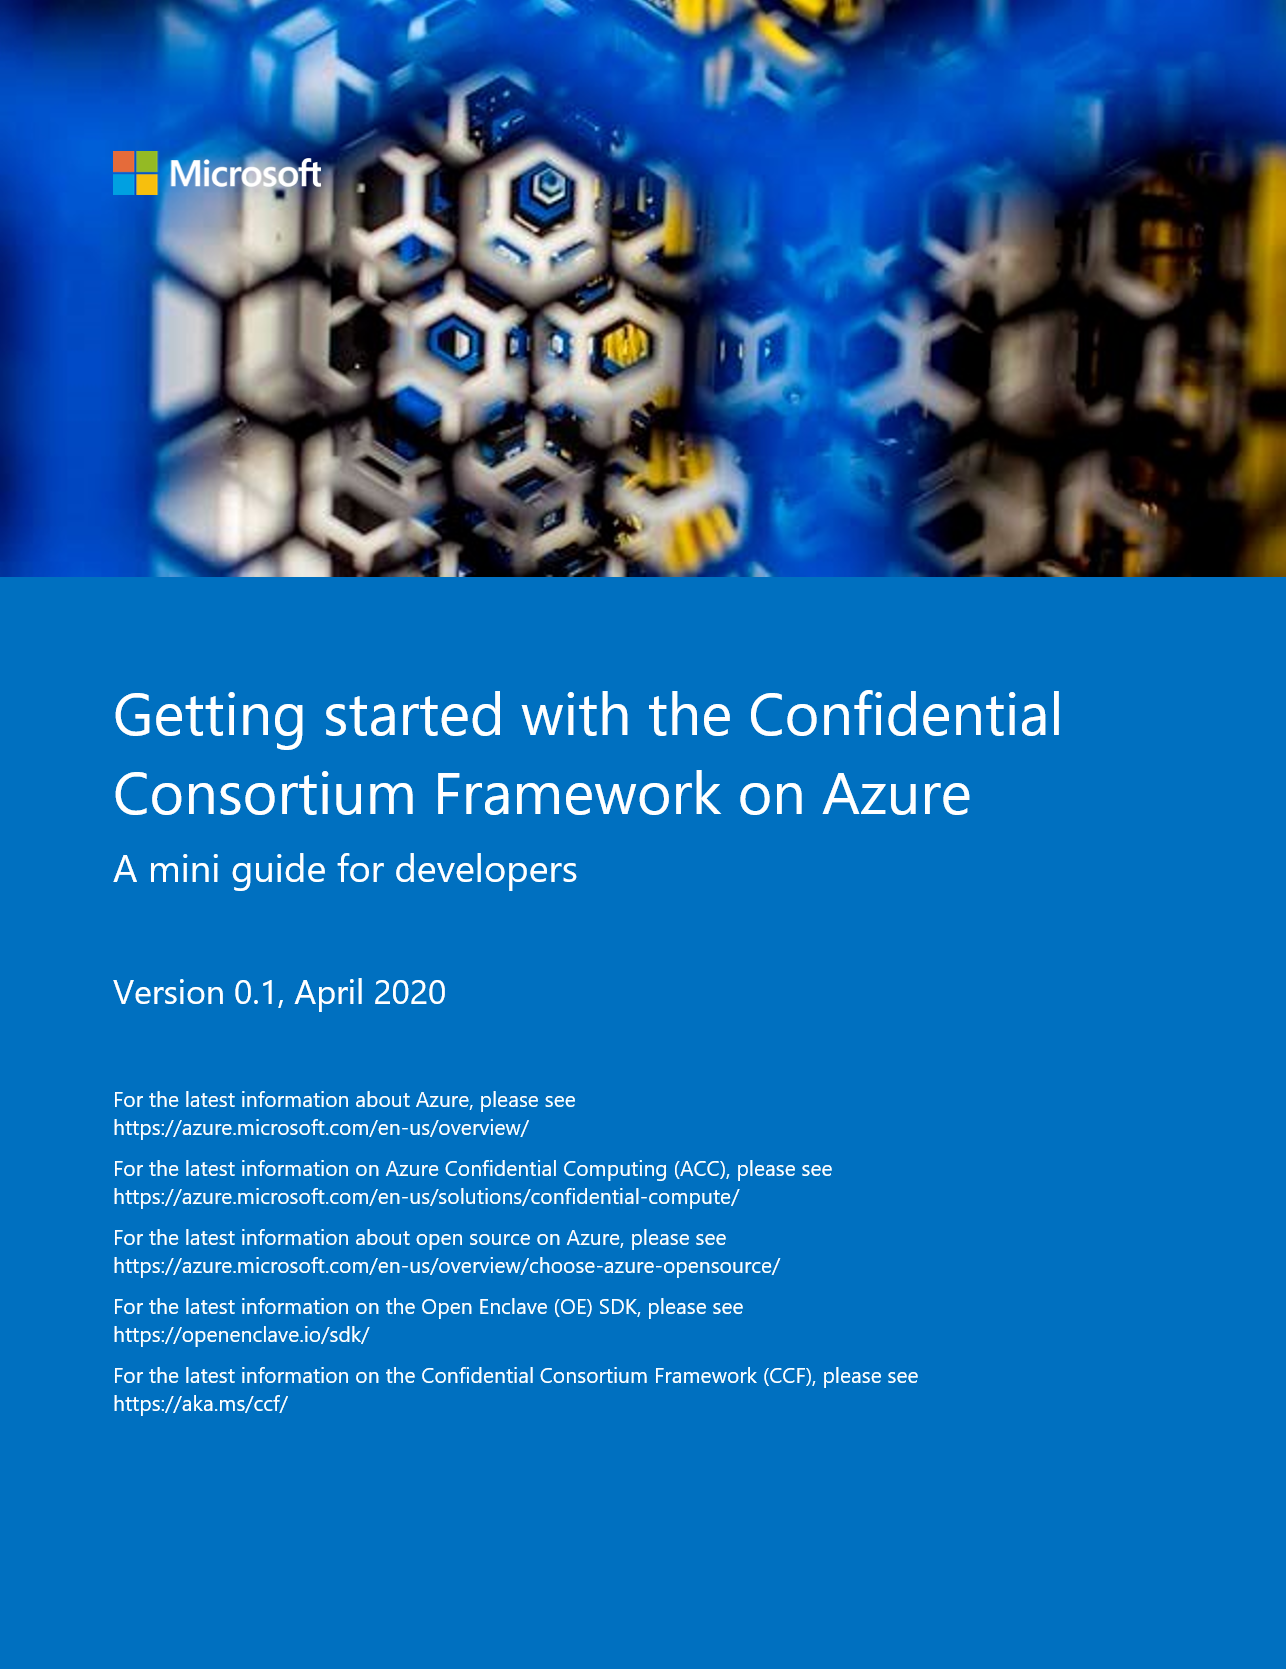 Microsoft
Getting started with the Confidential
Consortium Framework on Azure
A mini guide for developers
Version 0.1, April 2020
For the latest information about Azure, please see
https://azure.microsoft.com/en-us/overview/
For the latest information on Azure Confidential Computing (ACC), please see
https://azure.microsoft.com/en-us/solutions/confidential-compute/
For the latest information about open source on Azure, please see
https://azure.microsoft.com/en-us/overview/choose-azure-opensource/
For the latest information on the Open Enclave (OE) SDK, please see
https://openenclave.io/sdk/
For the latest information on the Confidential Consortium Framework (CCF), please see
https://aka.ms/ccf/